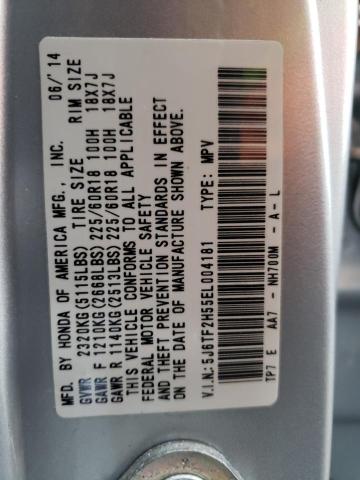 MFD. BY HONDA OF AMERICA MFG., INC. 06/'14
TIRE SIZE RIM SIZE
GVWR 2320KG(5115LBS)
GAWR F 1210KG(2668LBS) 225/60R18 100H 18X7J
GAWR R 1140KG(2513LBS) 225/60R18 100H 18X7J
THIS VEHICLE CONFORMS TO ALL APPLICABLE
FEDERAL MOTOR VEHICLE SAFETY
AND THEFT PREVENTION STANDARDS IN EFFECT
ON THE DATE OF MANUFACTURE SHOWN ABOVE.
V.I.N: 5J8TF2H55EL004181 TYPE: MPV
TP7 E AA7 - NH700M - A - L